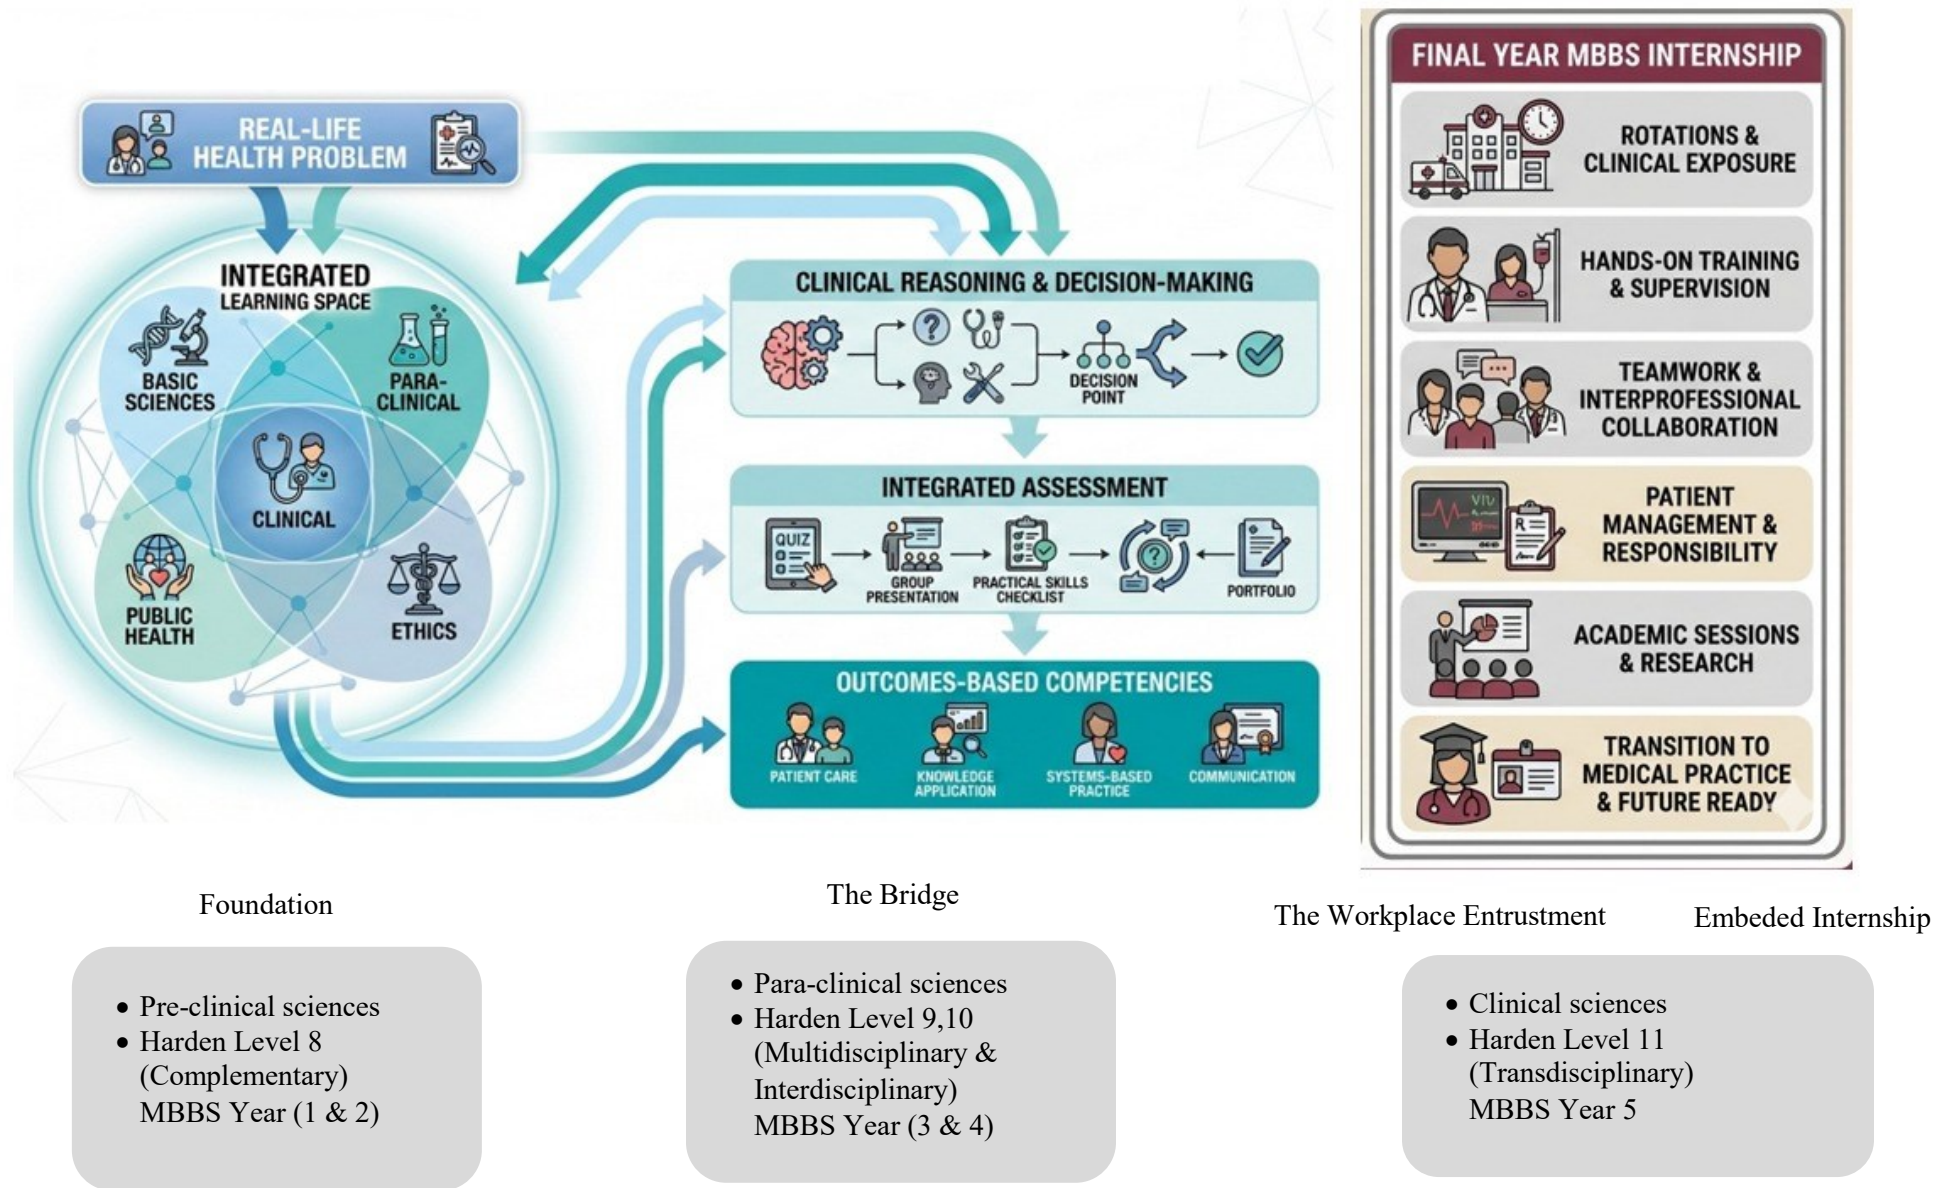 REAL-LIFE
HEALTH PROBLEM
INTEGRATED
LEARNING SPACE
BASIC
SCIENCES
PARA-
CLINICAL
CLINICAL
PUBLIC
HEALTH
ETHICS
CLINICAL REASONING & DECISION-MAKING
DECISION
POINT
INTEGRATED ASSESSMENT
QUIZ
GROUP
PRESENTATION
PRACTICAL SKILLS
CHECKLIST
PORTFOLIO
OUTCOMES-BASED COMPETENCIES
PATIENT CARE
KNOWLEDGE
APPLICATION
SYSTEMS-BASED
PRACTICE
COMMUNICATION
FINAL YEAR MBBS INTERNSHIP
ROTATIONS &
CLINICAL EXPOSURE
HANDS-ON TRAINING
& SUPERVISION
TEAMWORK &
INTERPROFESSIONAL
COLLABORATION
PATIENT
MANAGEMENT &
RESPONSIBILITY
ACADEMIC SESSIONS
& RESEARCH
TRANSITION TO
MEDICAL PRACTICE
& FUTURE READY
Foundation
• Pre-clinical sciences
• Harden Level 8
(Complementary)
MBBS Year (1 & 2)
The Bridge
• Para-clinical sciences
• Harden Level 9,10
(Multidisciplinary &
Interdisciplinary)
MBBS Year (3 & 4)
The Workplace Entrustment
Embeded Internship
• Clinical sciences
• Harden Level 11
(Transdisciplinary)
MBBS Year 5